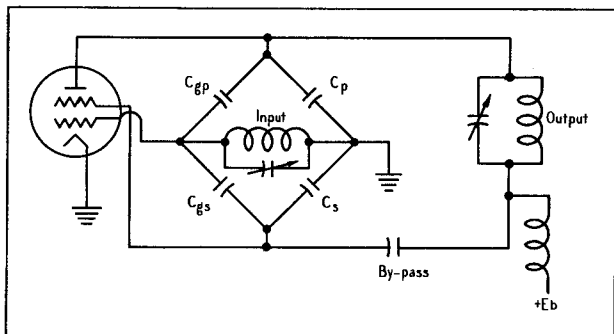 Cgp
Cp
Input
Output
Cgs
Cs
By-pass
+Eb